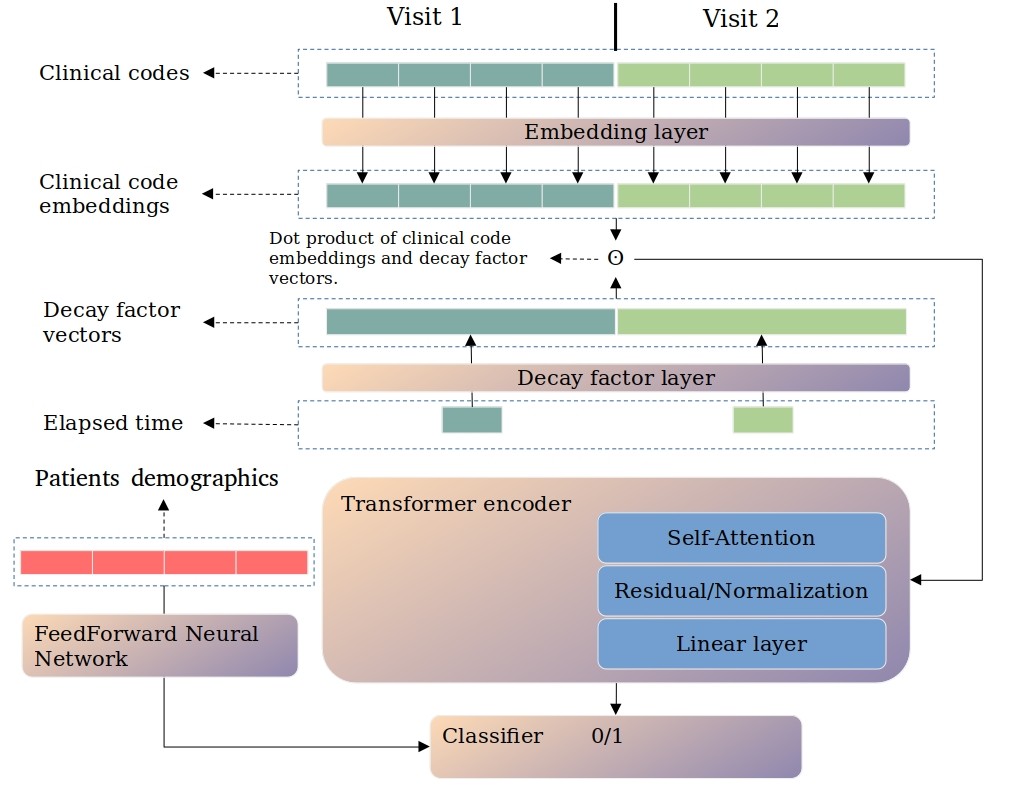 Visit 1
Visit 2
Clinical codes
Embedding layer
Clinical code
embeddings
Dot product of clinical code
embeddings and decay factor
vectors.
ʘ
Decay factor
vectors
Decay factor layer
Elapsed time
Patients demographics
Transformer encoder
Self-Attention
Residual/Normalization
Linear layer
FeedForward Neural
Network
Classifier 0/1